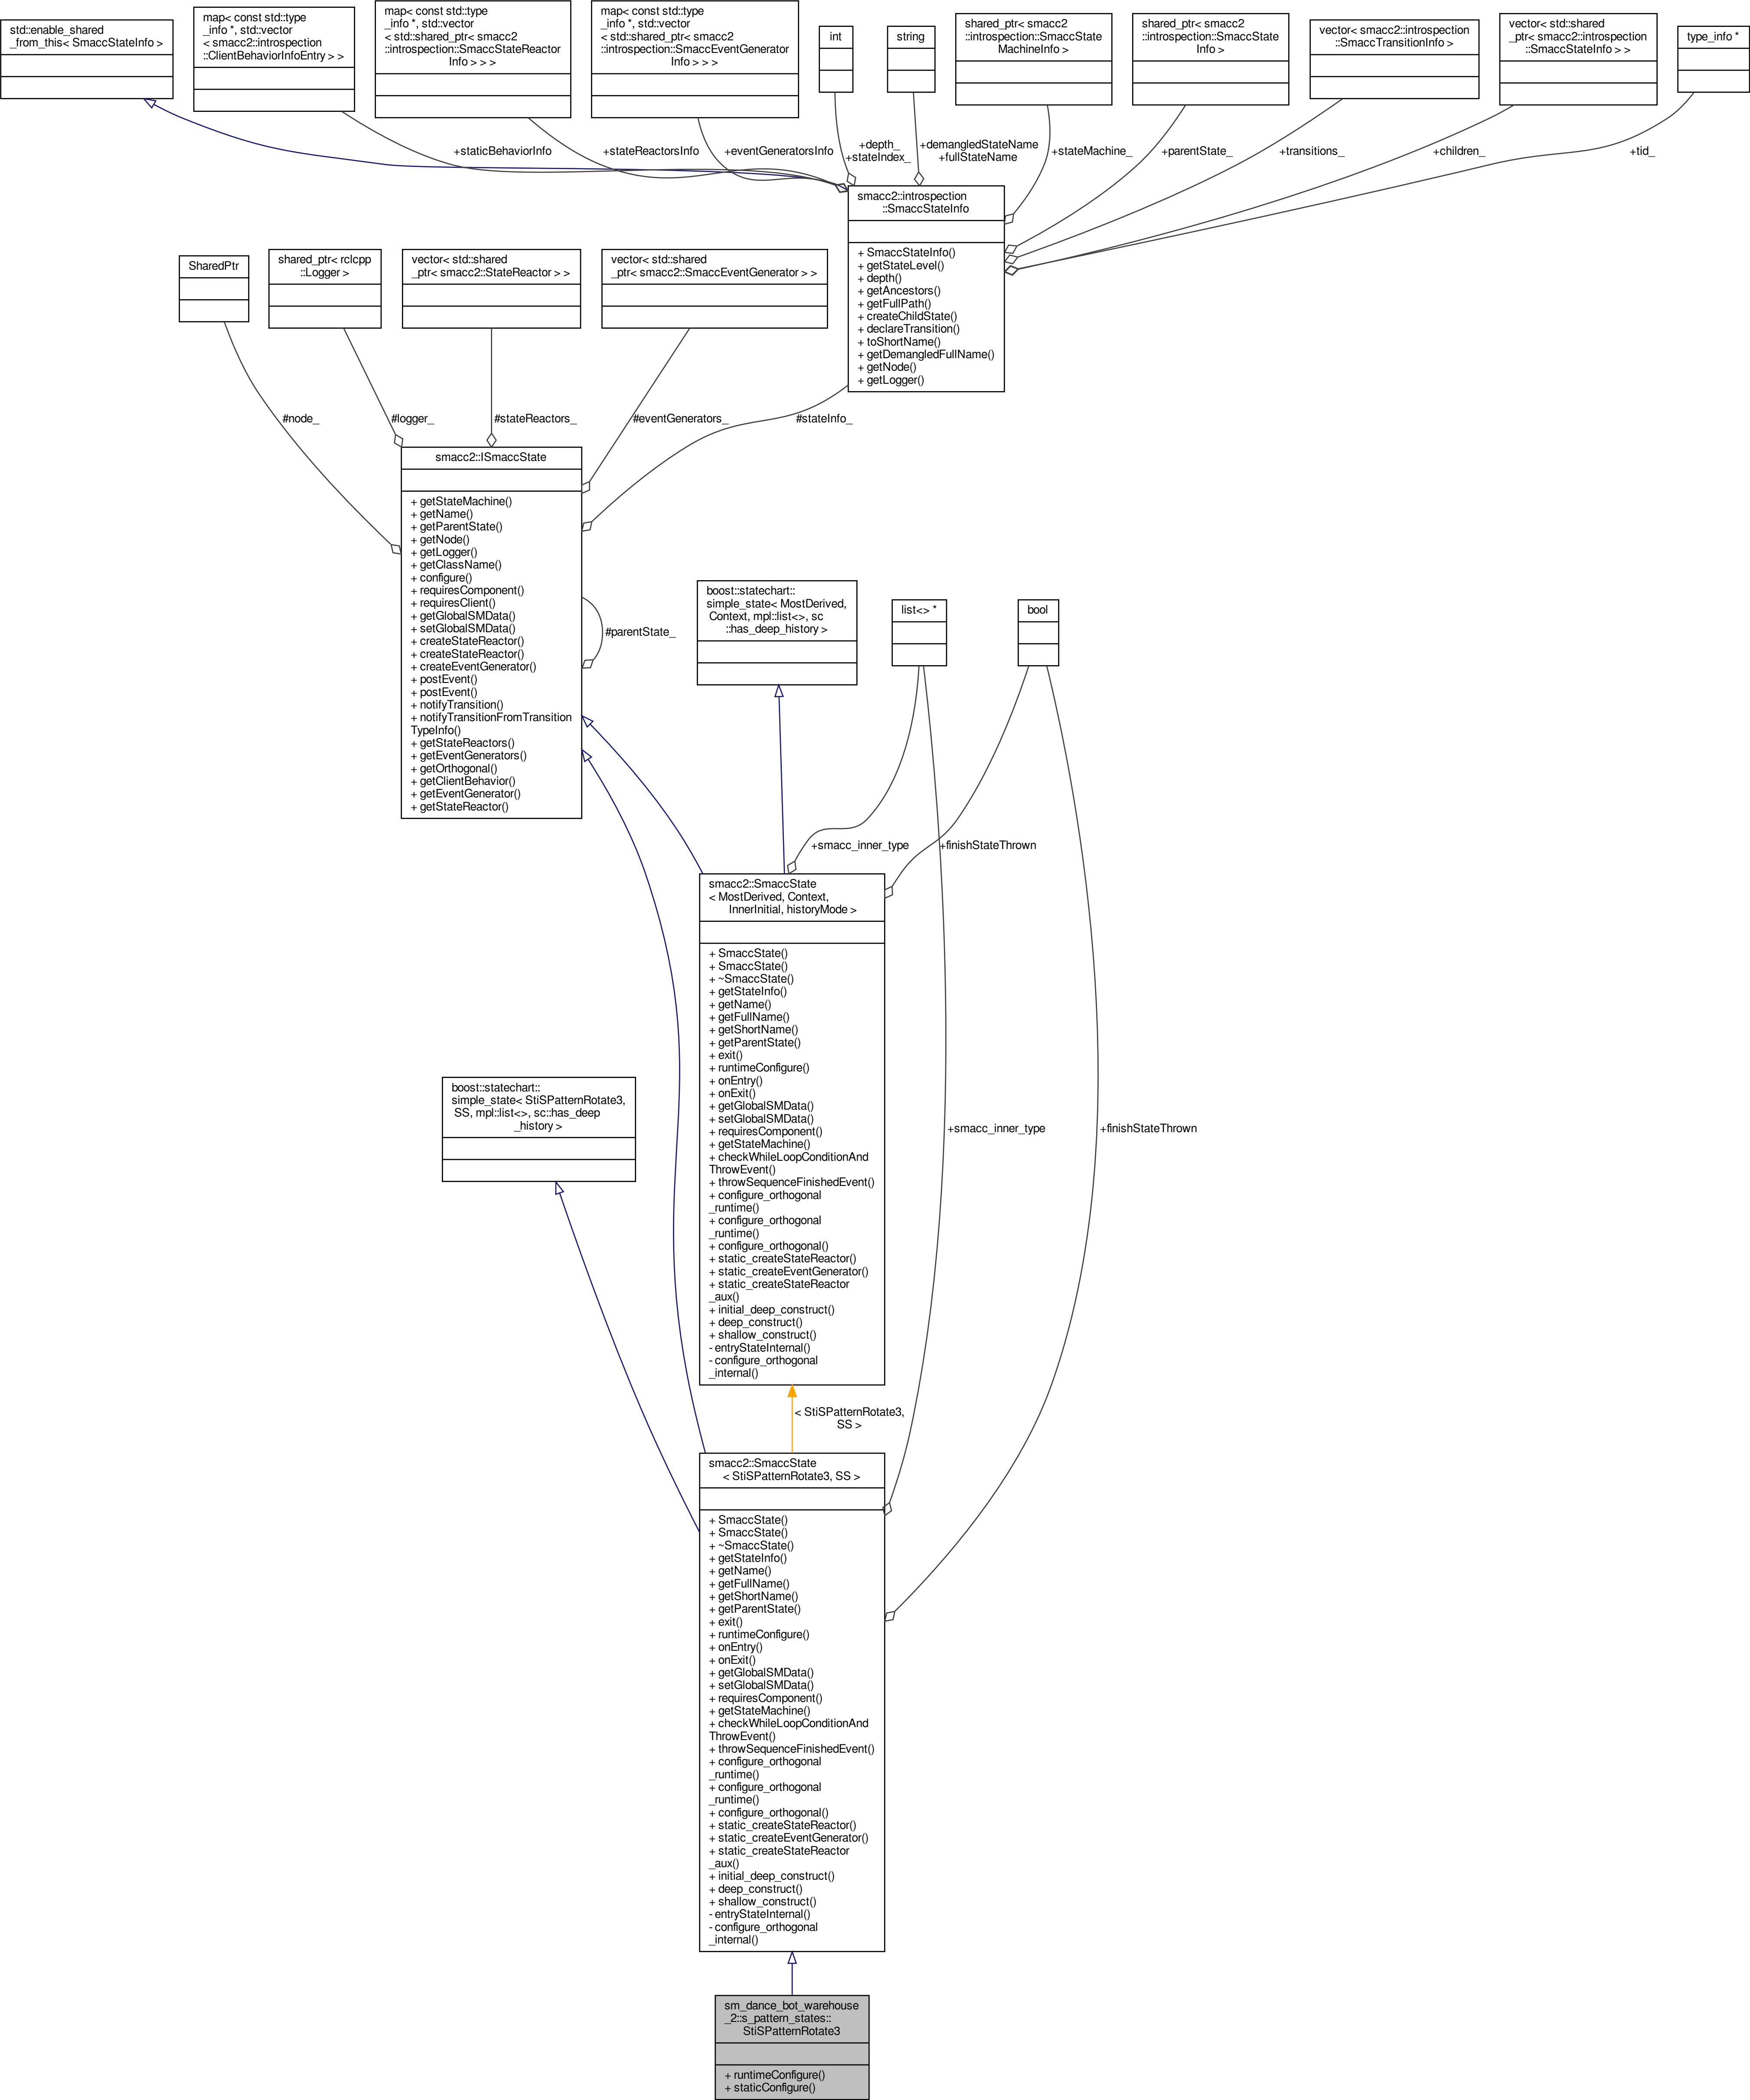 std::enable_shared
_from_this< SmaccStateInfo >
map< const std::type
_info *, std::vector
< smacc2::introspection
::ClientBehaviorInfoEntry > >
map< const std::type
_info *, std::vector
< std::shared_ptr< smacc2
::introspection::SmaccStateReactor
Info > > >
map< const std::type
_info *, std::vector
< std::shared_ptr< smacc2
::introspection::SmaccEventGenerator
Info > > >
int
string
shared_ptr< smacc2
::introspection::SmaccState
MachineInfo >
shared_ptr< smacc2
::introspection::SmaccState
Info >
vector< smacc2::introspection
::SmaccTransitionInfo >
vector< std::shared
_ptr< smacc2::introspection
::SmaccStateInfo > >
type_info *
+staticBehaviorInfo
+stateReactorsInfo
+eventGeneratorsInfo
+depth_
+stateIndex_
+demangledStateName
+fullStateName
+stateMachine_
+parentState_
+transitions_
+children_
+tid_
smacc2::introspection
::SmaccStateInfo
+ SmaccStateInfo()
+ getStateLevel()
+ depth()
+ getAncestors()
+ getFullPath()
+ createChildState()
+ declareTransition()
+ toShortName()
+ getDemangledFullName()
+ getNode()
+ getLogger()
SharedPtr
shared_ptr< rclcpp
::Logger >
vector< std::shared
_ptr< smacc2::StateReactor > >
vector< std::shared
_ptr< smacc2::SmaccEventGenerator > >
#node_
#logger_
#stateReactors_
#eventGenerators_
#stateInfo_
smacc2::ISmaccState
+ getStateMachine()
+ getName()
+ getParentState()
+ getNode()
+ getLogger()
+ getClassName()
+ configure()
+ requiresComponent()
+ requiresClient()
+ getGlobalSMData()
+ setGlobalSMData()
+ createStateReactor()
+ createStateReactor()
+ createEventGenerator()
+ postEvent()
+ postEvent()
+ notifyTransition()
+ notifyTransitionFromTransition
TypeInfo()
+ getStateReactors()
+ getEventGenerators()
+ getOrthogonal()
+ getClientBehavior()
+ getEventGenerator()
+ getStateReactor()
#parentState_
boost::statechart::
simple_state< MostDerived,
Context, mpl::list<>, sc
::has_deep_history >
list<> *
bool
+smacc_inner_type
+finishStateThrown
smacc2::SmaccState
< MostDerived, Context,
InnerInitial, historyMode >
+ SmaccState()
+ SmaccState()
+ ~SmaccState()
+ getStateInfo()
+ getName()
+ getFullName()
+ getShortName()
+ getParentState()
+ exit()
+ runtimeConfigure()
+ onEntry()
+ onExit()
+ getGlobalSMData()
+ setGlobalSMData()
+ requiresComponent()
+ getStateMachine()
+ checkWhileLoopConditionAnd
ThrowEvent()
+ throwSequenceFinishedEvent()
+ configure_orthogonal
_runtime()
+ configure_orthogonal
_runtime()
+ configure_orthogonal()
+ static_createStateReactor()
+ static_createEventGenerator()
+ static_createStateReactor
_aux()
+ initial_deep_construct()
+ deep_construct()
+ shallow_construct()
- entryStateInternal()
- configure_orthogonal
_internal()
boost::statechart::
simple_state< StiSPatternRotate3,
SS, mpl::list<>, sc::has_deep
_history >
+smacc_inner_type
+finishStateThrown
< StiSPatternRotate3,
SS >
smacc2::SmaccState
< StiSPatternRotate3, SS >
+ SmaccState()
+ SmaccState()
+ ~SmaccState()
+ getStateInfo()
+ getName()
+ getFullName()
+ getShortName()
+ getParentState()
+ exit()
+ runtimeConfigure()
+ onEntry()
+ onExit()
+ getGlobalSMData()
+ setGlobalSMData()
+ requiresComponent()
+ getStateMachine()
+ checkWhileLoopConditionAnd
ThrowEvent()
+ throwSequenceFinishedEvent()
+ configure_orthogonal
_runtime()
+ configure_orthogonal
_runtime()
+ configure_orthogonal()
+ static_createStateReactor()
+ static_createEventGenerator()
+ static_createStateReactor
_aux()
+ initial_deep_construct()
+ deep_construct()
+ shallow_construct()
- entryStateInternal()
- configure_orthogonal
_internal()
sm_dance_bot_warehouse
_2::s_pattern_states::
StiSPatternRotate3
+ runtimeConfigure()
+ staticConfigure()